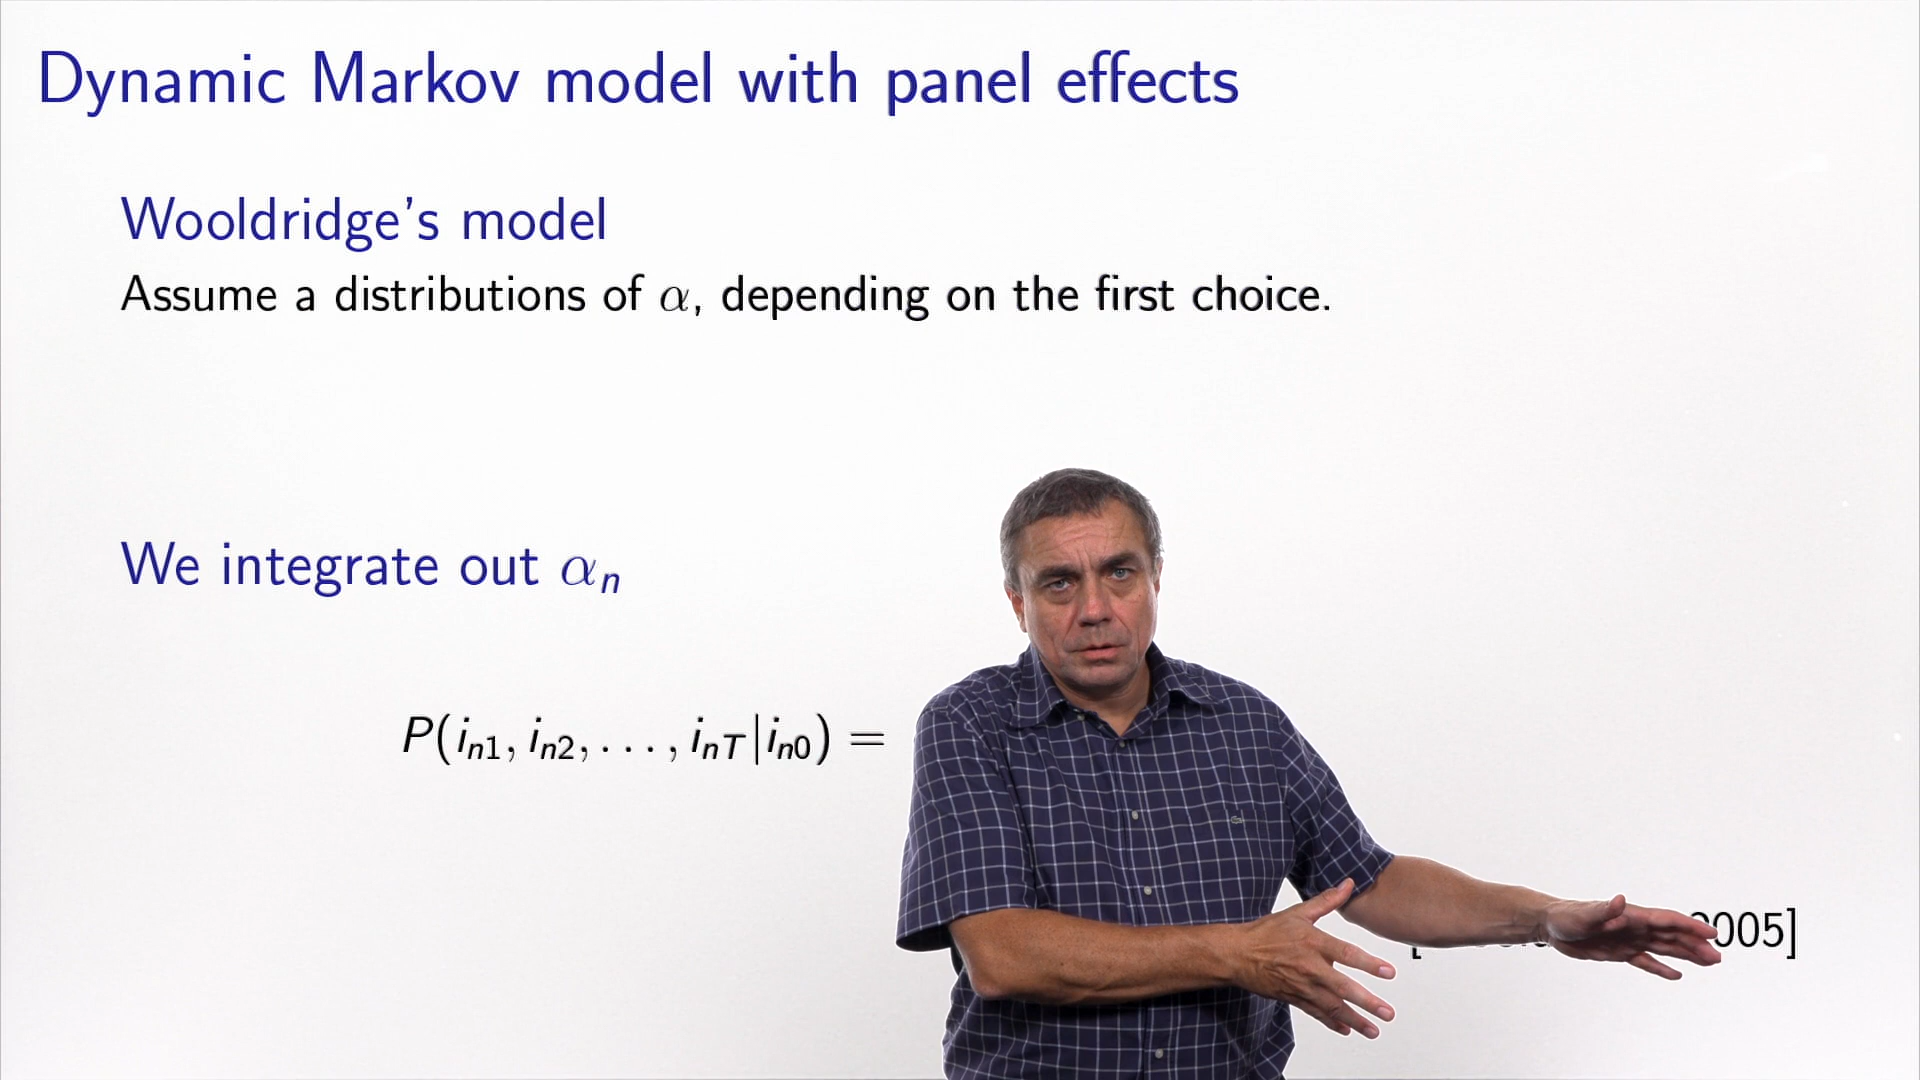 Dynamic Markov model with panel effects
Wooldridge's model
Assume a distributions of α, depending on the first choice.
We integrate out αₙ
P(iₙ₁, iₙ₂, . . . , iₙT|iₙ₀) =
005]